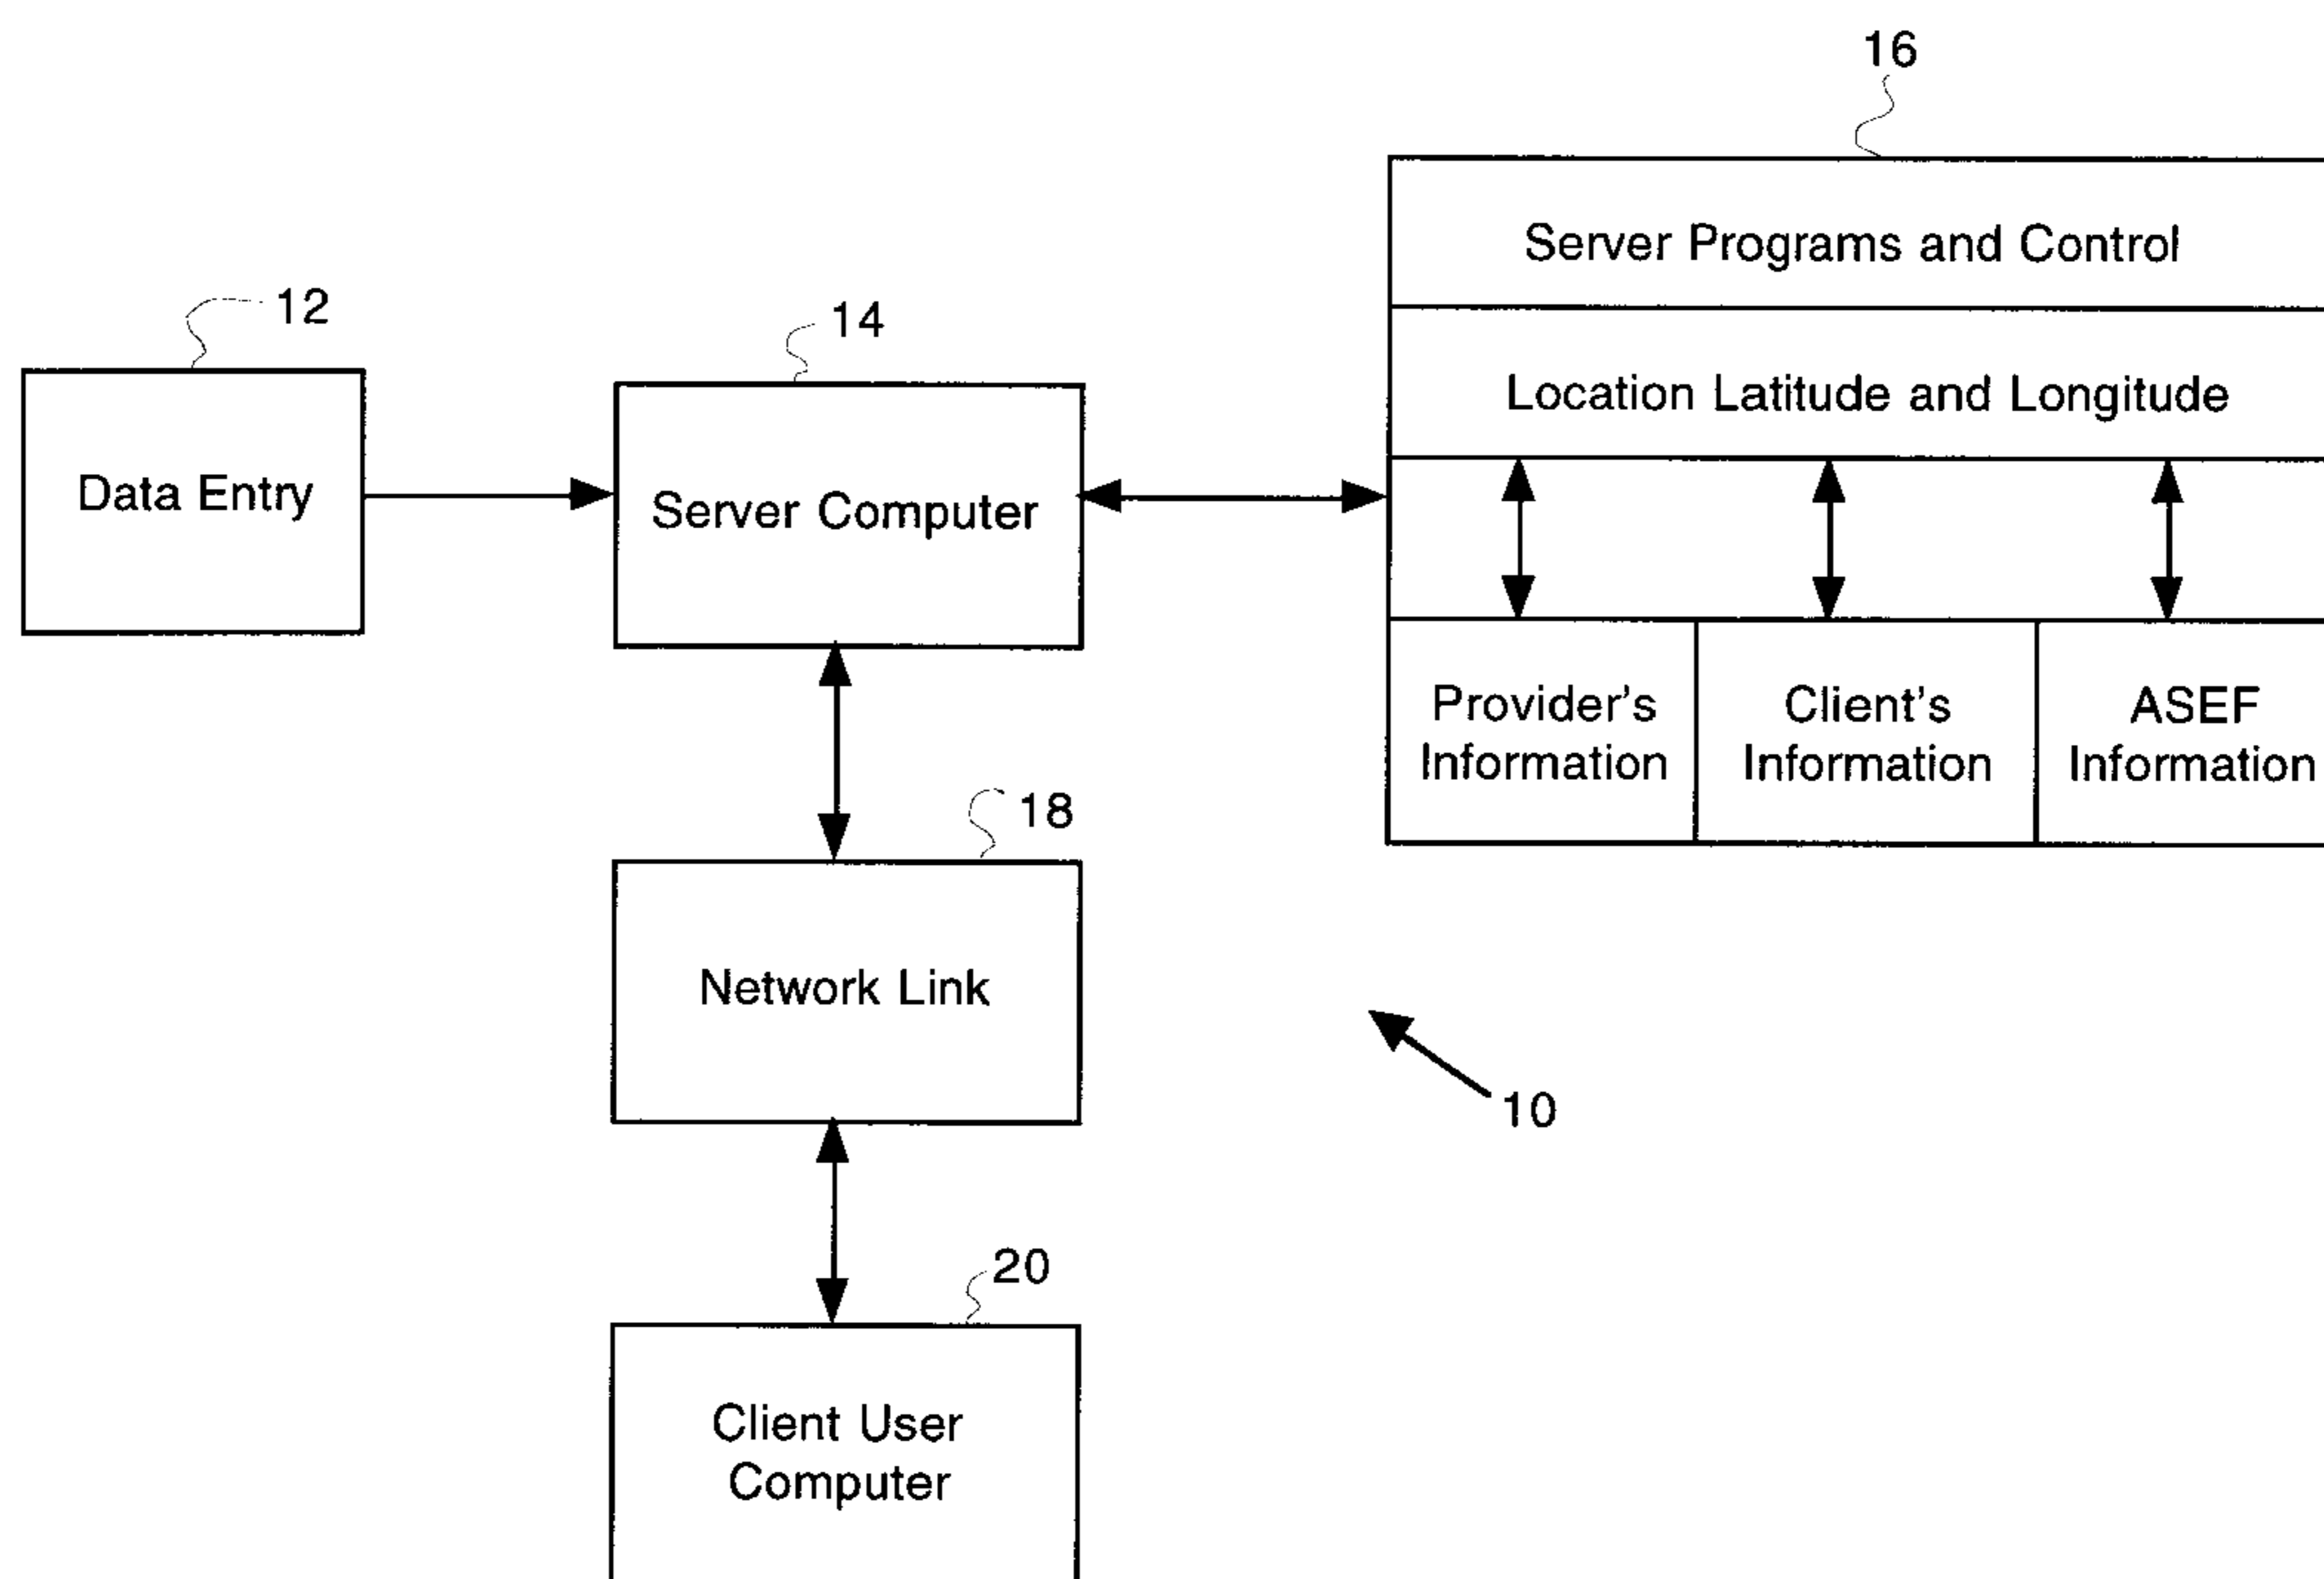 16
Server Programs and Control
12
14
Location Latitude and Longitude
Data Entry
Server Computer
Provider's
Information
Client's
Information
ASEF
Information
18
Network Link
10
20
Client User
Computer